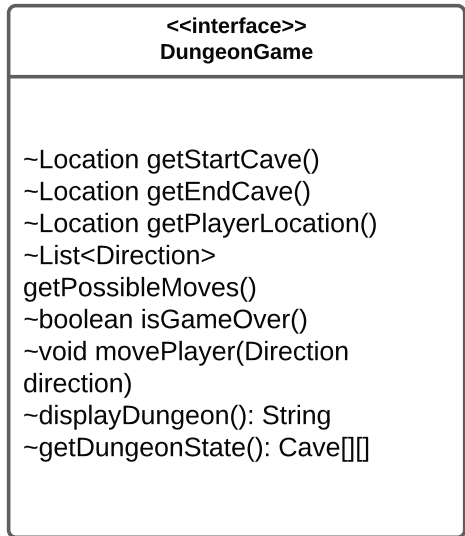 <<interface>>
DungeonGame
~Location getStartCave()
~Location getEndCave()
~Location getPlayerLocation()
~List<Direction>
getPossibleMoves()
~boolean isGameOver()
~void movePlayer(Direction
direction)
~displayDungeon(): String
~getDungeonState(): Cave[][]